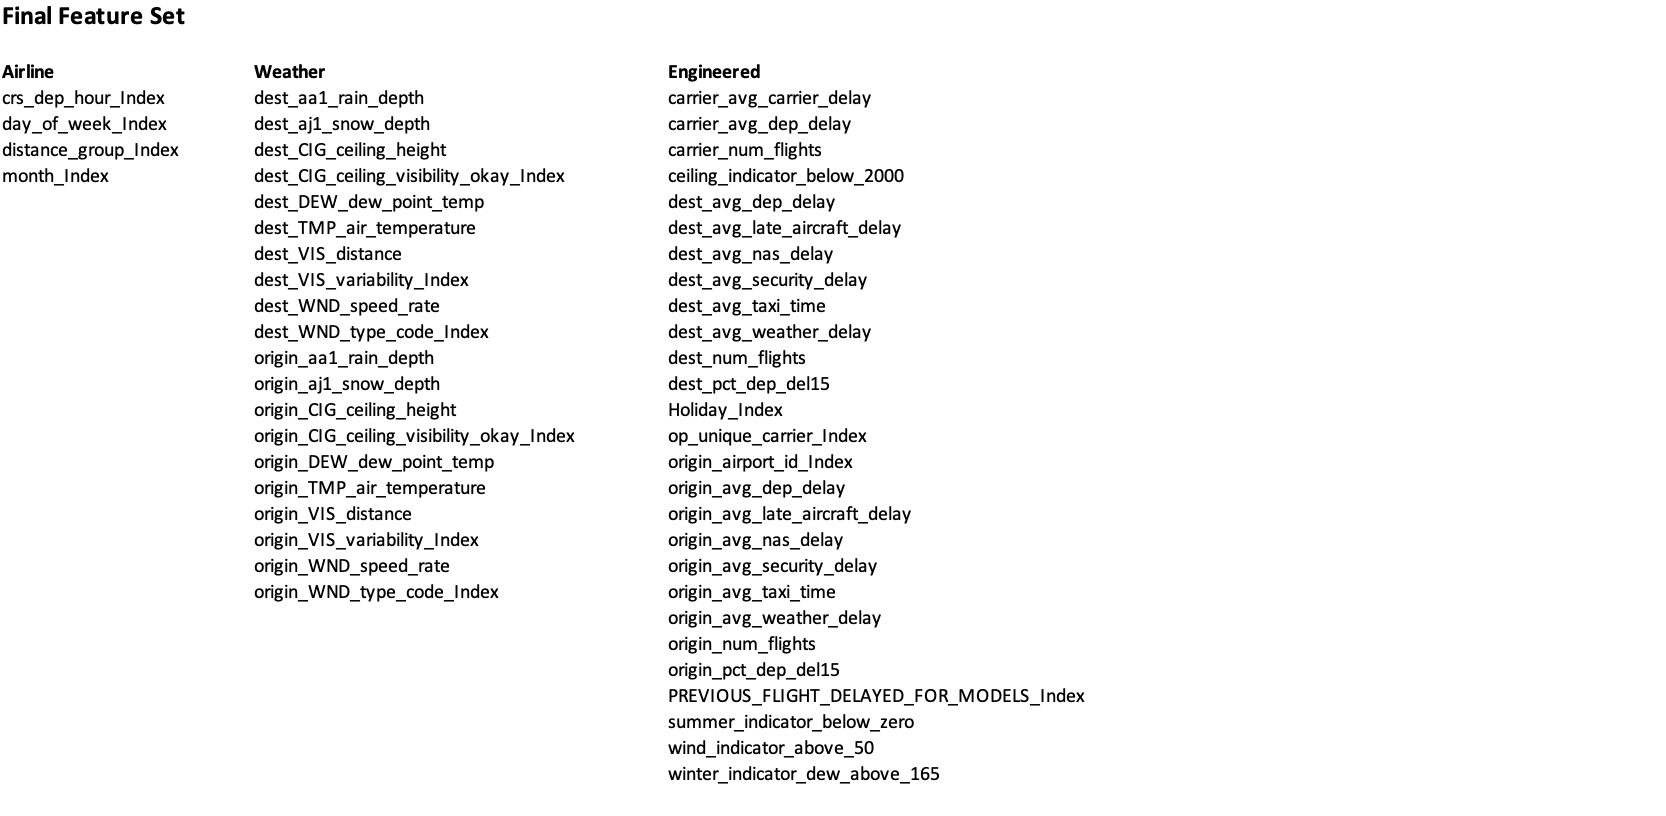 Final Feature Set
Airline
crs_dep_hour_Index
day_of_week_Index
distance_group_Index
month_Index
Weather
dest_aa1_rain_depth
dest_aj1_snow_depth
dest_CIG_ceiling_height
dest_CIG_ceiling_visibility_okay_Index
dest_DEW_dew_point_temp
dest_TMP_air_temperature
dest_VIS_distance
dest_VIS_variability_Index
dest_WND_speed_rate
dest_WND_type_code_Index
origin_aa1_rain_depth
origin_aj1_snow_depth
origin_CIG_ceiling_height
origin_CIG_ceiling_visibility_okay_Index
origin_DEW_dew_point_temp
origin_TMP_air_temperature
origin_VIS_distance
origin_VIS_variability_Index
origin_WND_speed_rate
origin_WND_type_code_Index
Engineered
carrier_avg_carrier_delay
carrier_avg_dep_delay
carrier_num_flights
ceiling_indicator_below_2000
dest_avg_dep_delay
dest_avg_late_aircraft_delay
dest_avg_nas_delay
dest_avg_security_delay
dest_avg_taxi_time
dest_avg_weather_delay
dest_num_flights
dest_pct_dep_del15
Holiday_Index
op_unique_carrier_Index
origin_airport_id_Index
origin_avg_dep_delay
origin_avg_late_aircraft_delay
origin_avg_nas_delay
origin_avg_security_delay
origin_avg_taxi_time
origin_avg_weather_delay
origin_num_flights
origin_pct_dep_del15
PREVIOUS_FLIGHT_DELAYED_FOR_MODELS_Index
summer_indicator_below_zero
wind_indicator_above_50
winter_indicator_dew_above_165